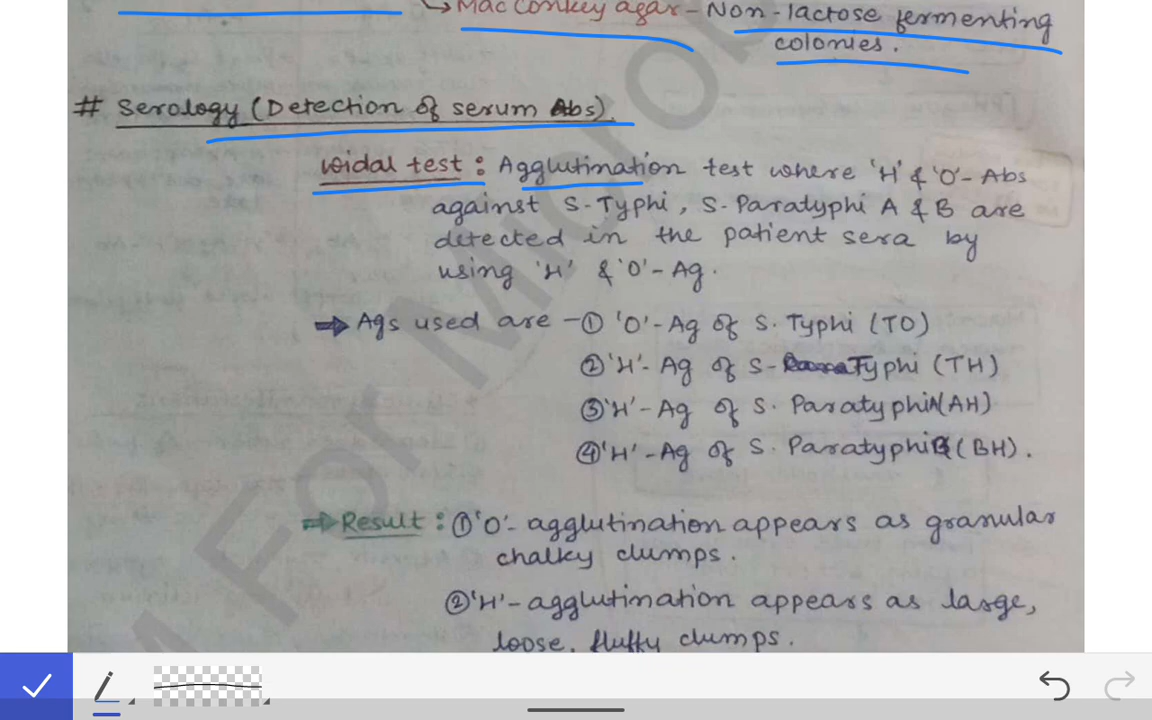 ↳ MacConkey agar - Non-lactose fermenting
colonies.
# Serology (Detection of serum Abs).
Widal test : Agglutination test where 'H' & 'O'- Abs
against S-Typhi, S-Paratyphi A & B are
detected in the patient sera by
using 'H' & 'O'- Ag.
⇒ Ags used are - ① 'O'-Ag of S. Typhi (TO)
② 'H'- Ag of S- Typhi (TH)
③ 'H'- Ag of S. Paratyphi A (AH)
④ 'H'- Ag of S. Paratyphi B (BH).
⇒ Result : ① 'O'- agglutination appears as granular
chalky clumps.
② 'H'- agglutination appears as large,
loose, fluffy clumps.
For Microb